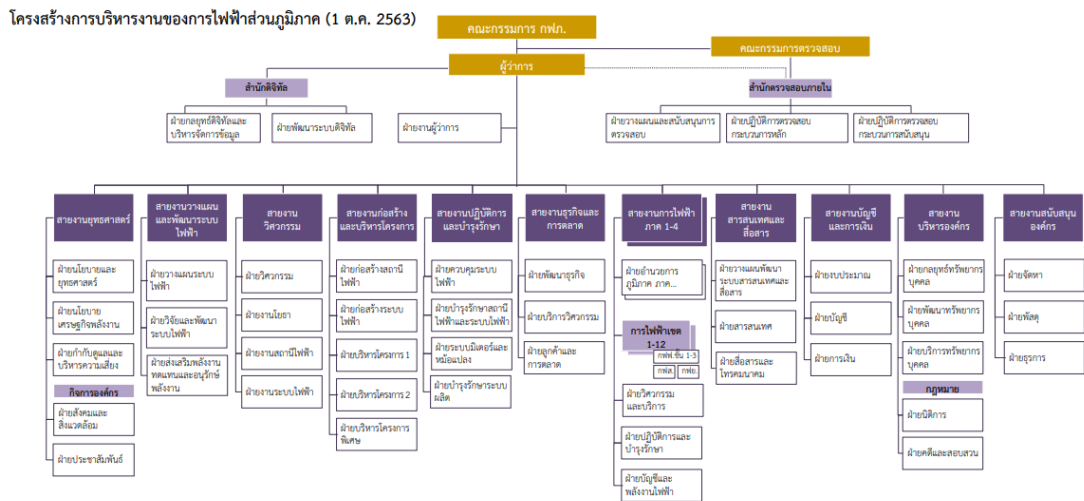 โครงสร้างการบริหารงานของการไฟฟ้าส่วนภูมิภาค (1 ต.ค. 2563)
คณะกรรมการ กฟภ.
คณะกรรมการตรวจสอบ
ผู้ว่าการ
สำนักดิจิทัล
สำนักตรวจสอบภายใน
ฝ่ายกลยุทธ์ดิจิทัลและ
บริหารจัดการข้อมูล
ฝ่ายพัฒนาระบบดิจิทัล
ฝ่ายงานผู้ว่าการ
ฝ่ายวางแผนและสนับสนุนการ
ตรวจสอบ
ฝ่ายปฏิบัติการตรวจสอบ
กระบวนการหลัก
ฝ่ายปฏิบัติการตรวจสอบ
กระบวนการสนับสนุน
สายงานยุทธศาสตร์
ฝ่ายนโยบายและ
ยุทธศาสตร์
ฝ่ายนโยบาย
เศรษฐกิจพลังงาน
ฝ่ายกำกับดูแลและ
บริหารความเสี่ยง
กิจการองค์กร
ฝ่ายสังคมและ
สิ่งแวดล้อม
ฝ่ายประชาสัมพันธ์
สายงานวางแผน
และพัฒนาระบบ
ไฟฟ้า
ฝ่ายวางแผนระบบ
ไฟฟ้า
ฝ่ายวิจัยและพัฒนา
ระบบไฟฟ้า
ฝ่ายส่งเสริมพลังงาน
ทดแทนและอนุรักษ์
พลังงาน
สายงาน
วิศวกรรม
ฝ่ายวิศวกรรม
ฝ่ายงานโยธา
ฝ่ายงานสถานีไฟฟ้า
ฝ่ายงานระบบไฟฟ้า
สายงานก่อสร้าง
และบริหารโครงการ
ฝ่ายก่อสร้างสถานี
ไฟฟ้า
ฝ่ายก่อสร้างระบบ
ไฟฟ้า
ฝ่ายบริหารโครงการ 1
ฝ่ายบริหารโครงการ 2
ฝ่ายบริหารโครงการ
พิเศษ
สายงานปฏิบัติการ
และบำรุงรักษา
ฝ่ายควบคุมระบบ
ไฟฟ้า
ฝ่ายบำรุงรักษาสถานี
ไฟฟ้าและระบบไฟฟ้า
ฝ่ายระบบมิเตอร์และ
หม้อแปลง
ฝ่ายบำรุงรักษาระบบ
ผลิต
สายงานธุรกิจและ
การตลาด
ฝ่ายพัฒนาธุรกิจ
ฝ่ายบริการวิศวกรรม
ฝ่ายลูกค้าและ
การตลาด
สายงานการไฟฟ้า
ภาค 1-4
ฝ่ายอำนวยการ
ภูมิภาค ภาค...
การไฟฟ้าเขต
1-12
กฟฟ.ชั้น 1-3
กฟส.
กฟย.
ฝ่ายวิศวกรรม
และบริการ
ฝ่ายปฏิบัติการและ
บำรุงรักษา
ฝ่ายบัญชีและ
พลังงานไฟฟ้า
สายงาน
สารสนเทศและ
สื่อสาร
ฝ่ายวางแผนพัฒนา
ระบบสารสนเทศและ
สื่อสาร
ฝ่ายสารสนเทศ
ฝ่ายสื่อสารและ
โทรคมนาคม
สายงานบัญชี
และการเงิน
ฝ่ายงบประมาณ
ฝ่ายบัญชี
ฝ่ายการเงิน
สายงาน
บริหารองค์กร
ฝ่ายกลยุทธ์ทรัพยากร
บุคคล
ฝ่ายพัฒนาทรัพยากร
บุคคล
ฝ่ายบริการทรัพยากร
บุคคล
กฎหมาย
ฝ่ายนิติการ
ฝ่ายคดีและสอบสวน
สายงานสนับสนุน
องค์กร
ฝ่ายจัดหา
ฝ่ายพัสดุ
ฝ่ายธุรการ